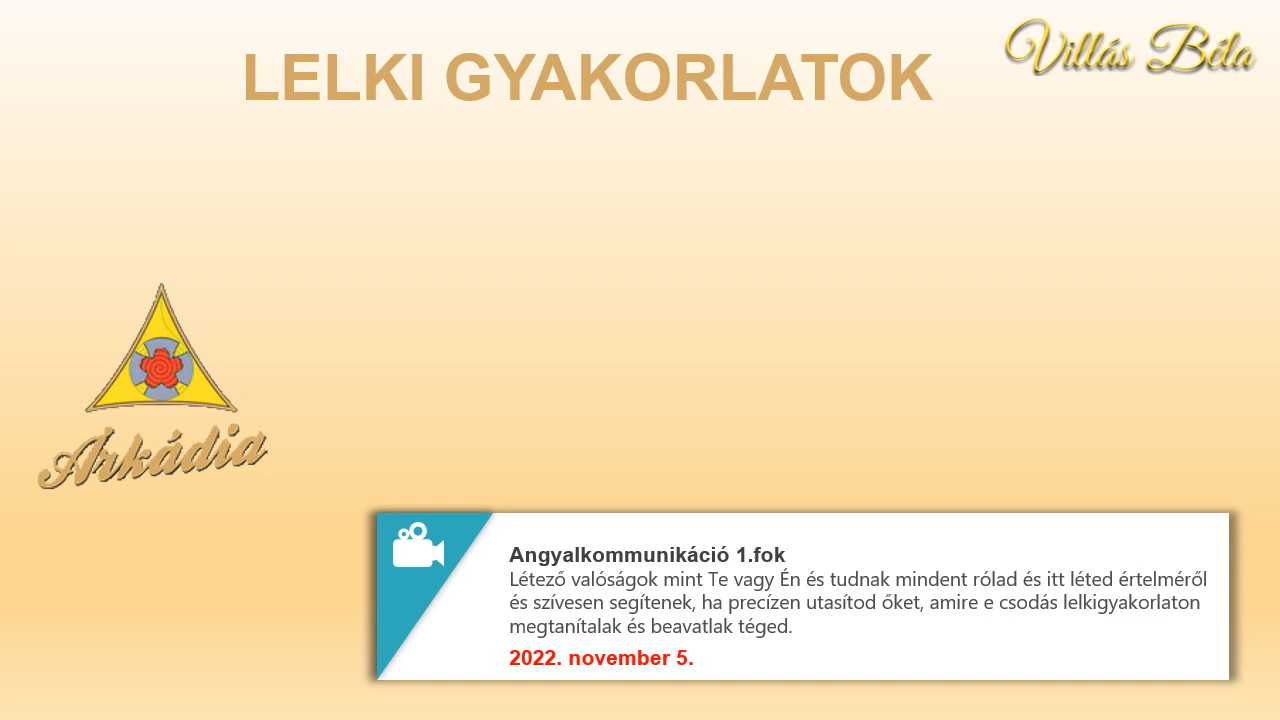 LELKI GYAKORLATOK
Villás Béla
Arkádia
Angyalkommunikáció 1.fok
Létező valóságok mint Te vagy Én és tudnak mindent rólad és itt léted értelméről
és szívesen segítenek, ha precízen utasítod őket, amire e csodás lelkigyakorlaton
megtanítalak és beavatlak téged.
2022. november 5.